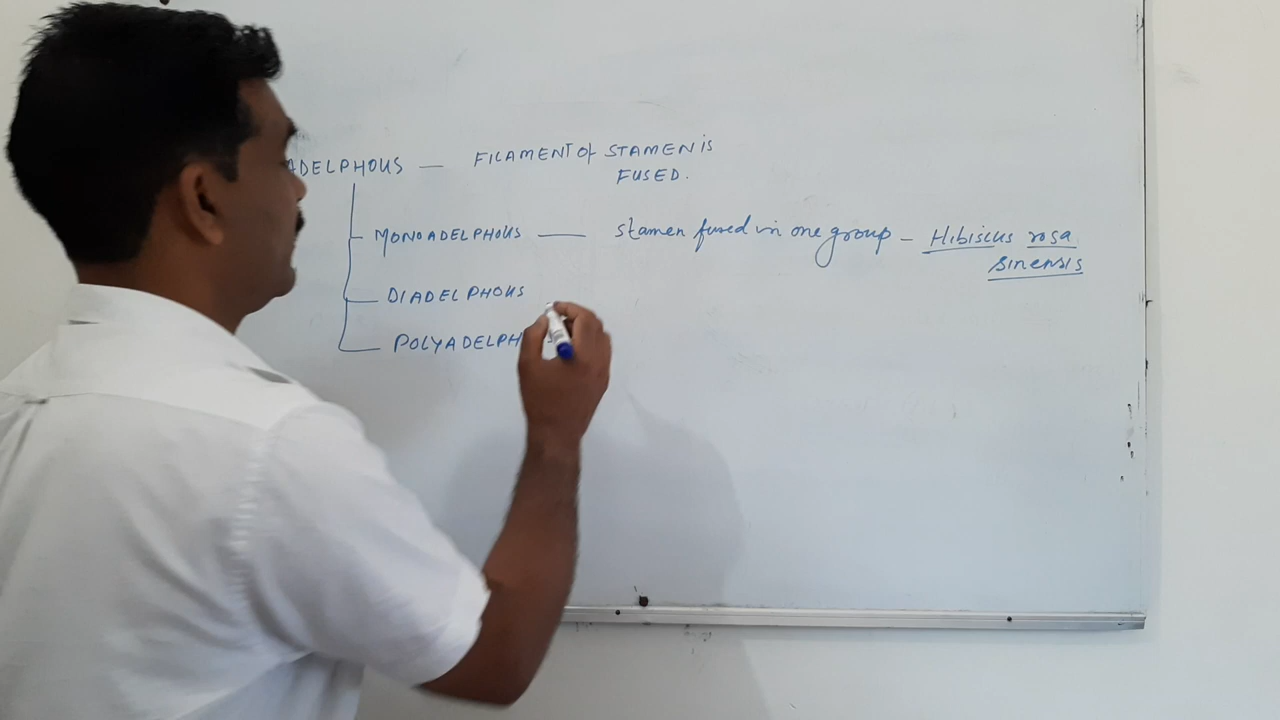 ADELPHOUS — FILAMENT OF STAMEN IS
FUSED.
MONOADELPHOUS — stamen fused in one group – Hibiscus rosa
sinensis
DIADELPHOUS
POLYADELPH